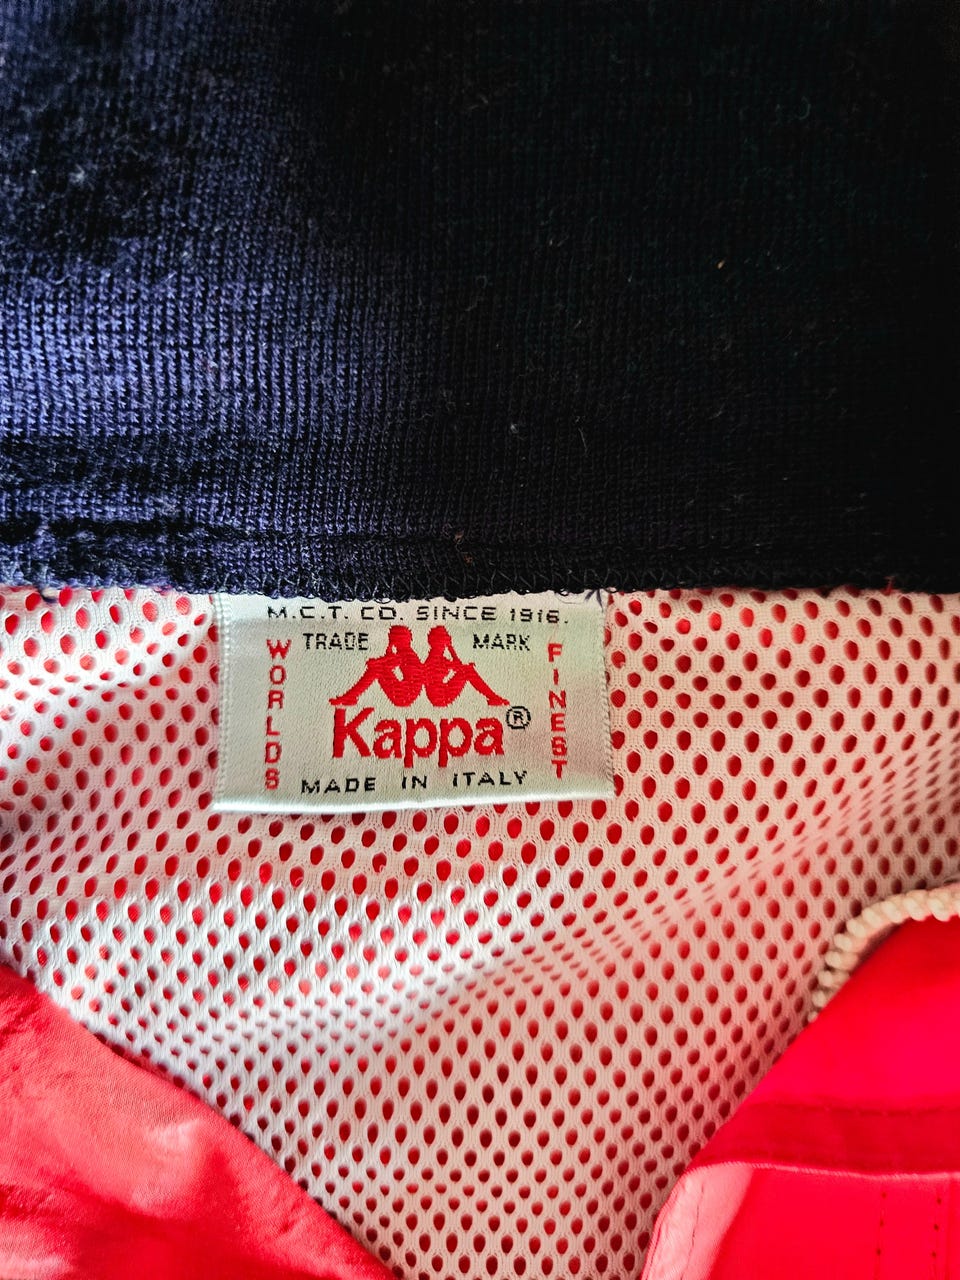 M.C.T. CO. SINCE 1916.
TRADE MARK
WORLDS
FINEST
Kappa®
MADE IN ITALY